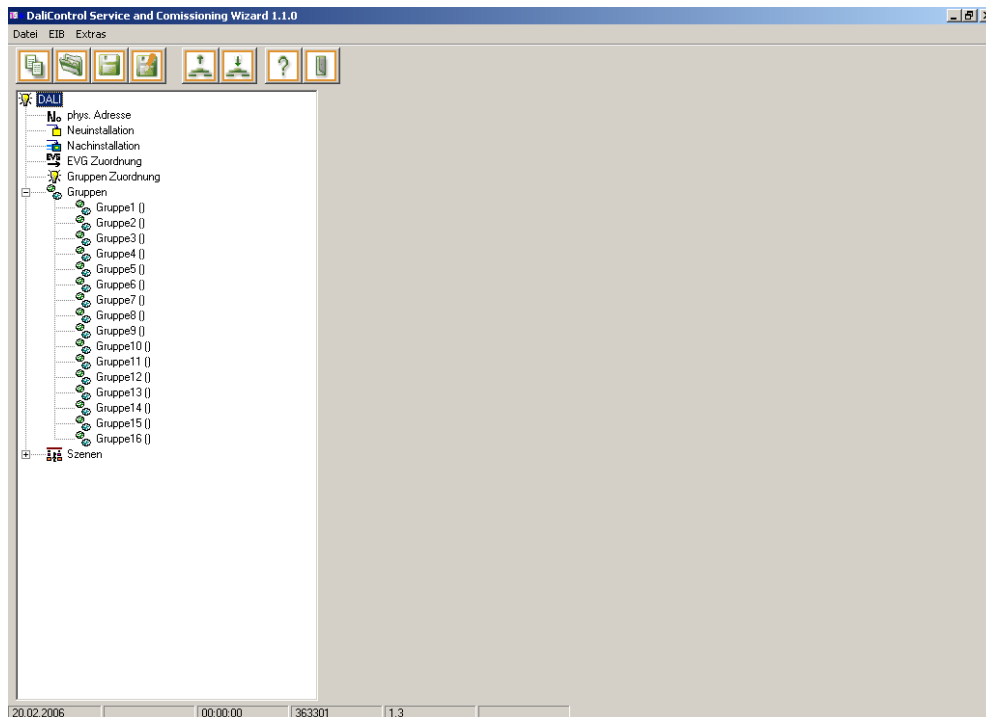 DaliControl Service and Comissioning Wizard 1.1.0
Datei EIB Extras
DALI
No phys. Adresse
Neuinstallation
Nachinstallation
EVG EVG Zuordnung
Gruppen Zuordnung
Gruppen
Gruppe1 ()
Gruppe2 ()
Gruppe3 ()
Gruppe4 ()
Gruppe5 ()
Gruppe6 ()
Gruppe7 ()
Gruppe8 ()
Gruppe9 ()
Gruppe10 ()
Gruppe11 ()
Gruppe12 ()
Gruppe13 ()
Gruppe14 ()
Gruppe15 ()
Gruppe16 ()
Szenen
20.02.2006 00:00:00 363301 1.3